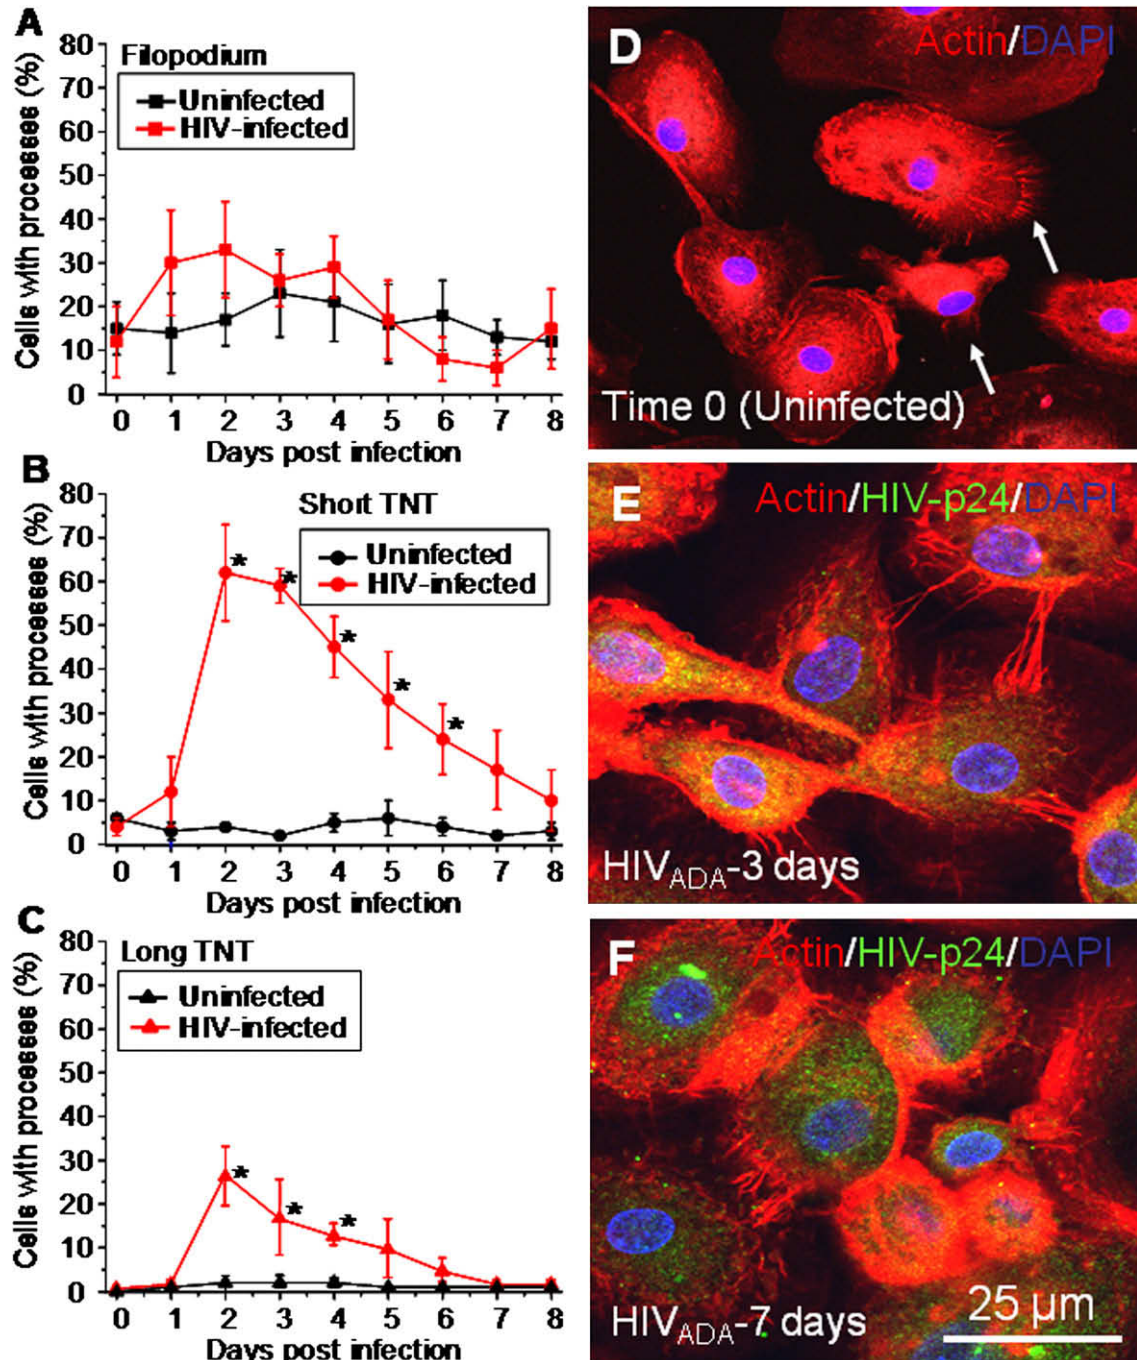 A
Filopodium
Uninfected
HIV-infected
Cells with processes (%)
80
70
60
50
40
30
20
10
0
0 1 2 3 4 5 6 7 8
Days post infection
B
Short TNT
Uninfected
HIV-infected
* * * * *
Cells with processes (%)
80
70
60
50
40
30
20
10
0
0 1 2 3 4 5 6 7 8
Days post infection
C
Long TNT
Uninfected
HIV-infected
* * *
Cells with processes (%)
80
70
60
50
40
30
20
10
0
0 1 2 3 4 5 6 7 8
Days post infection
D
Actin/DAPI
Time 0 (Uninfected)
E
Actin/HIV-p24/DAPI
HIVADA-3 days
F
Actin/HIV-p24/DAPI
HIVADA-7 days
25 µm